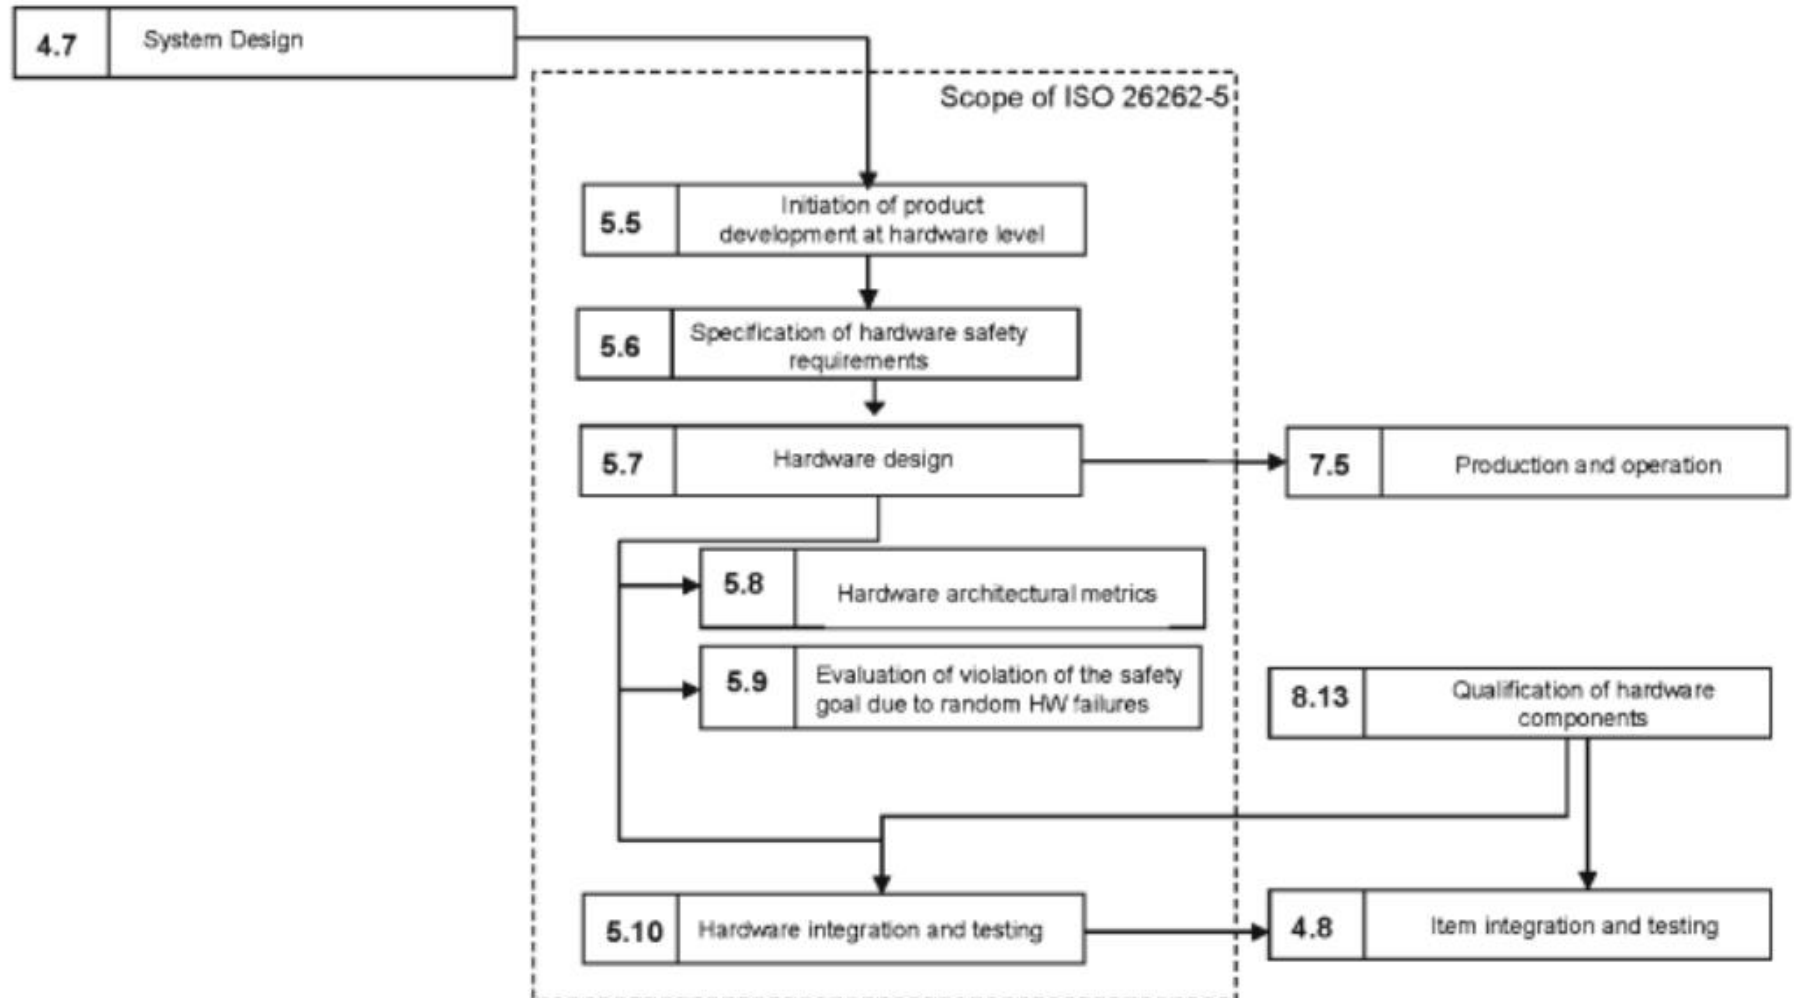 4.7 System Design
Scope of ISO 26262-5
5.5 Initiation of product
development at hardware level
5.6 Specification of hardware safety
requirements
5.7 Hardware design
7.5 Production and operation
5.8 Hardware architectural metrics
5.9 Evaluation of violation of the safety
goal due to random HW failures
8.13 Qualification of hardware
components
5.10 Hardware integration and testing
4.8 Item integration and testing